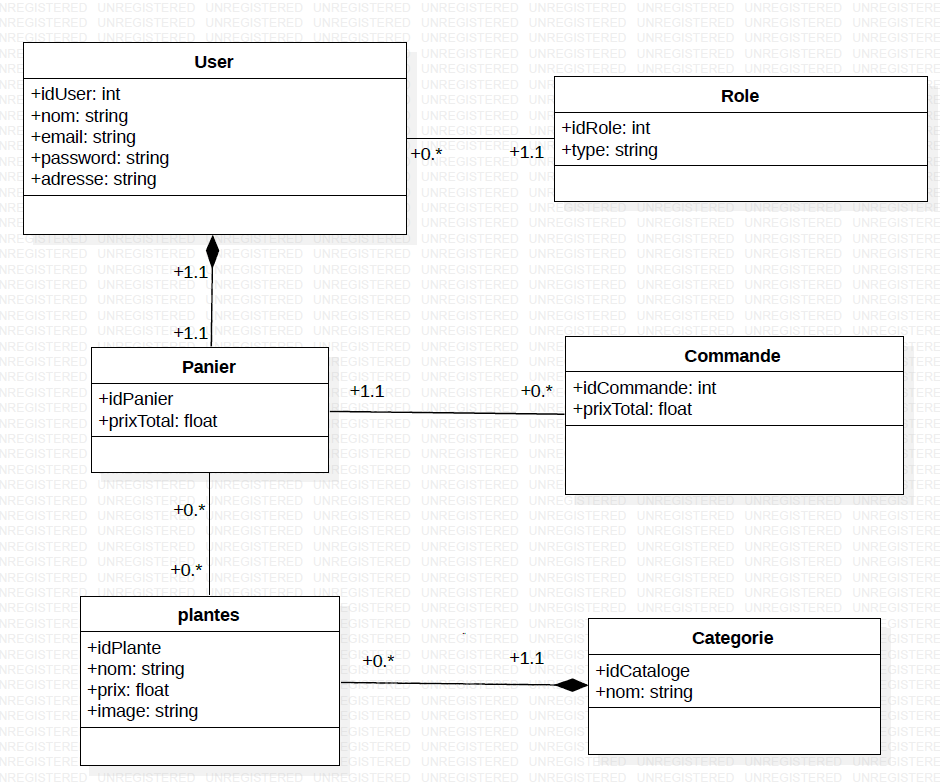 User
+idUser: int
+nom: string
+email: string
+password: string
+adresse: string
Role
+idRole: int
+type: string
+0.*
+1.1
+1.1
+1.1
Panier
+idPanier
+prixTotal: float
+1.1
+0.*
Commande
+idCommande: int
+prixTotal: float
+0.*
+0.*
plantes
+idPlante
+nom: string
+prix: float
+image: string
+0.*
+1.1
Categorie
+idCataloge
+nom: string
UNREGISTERED